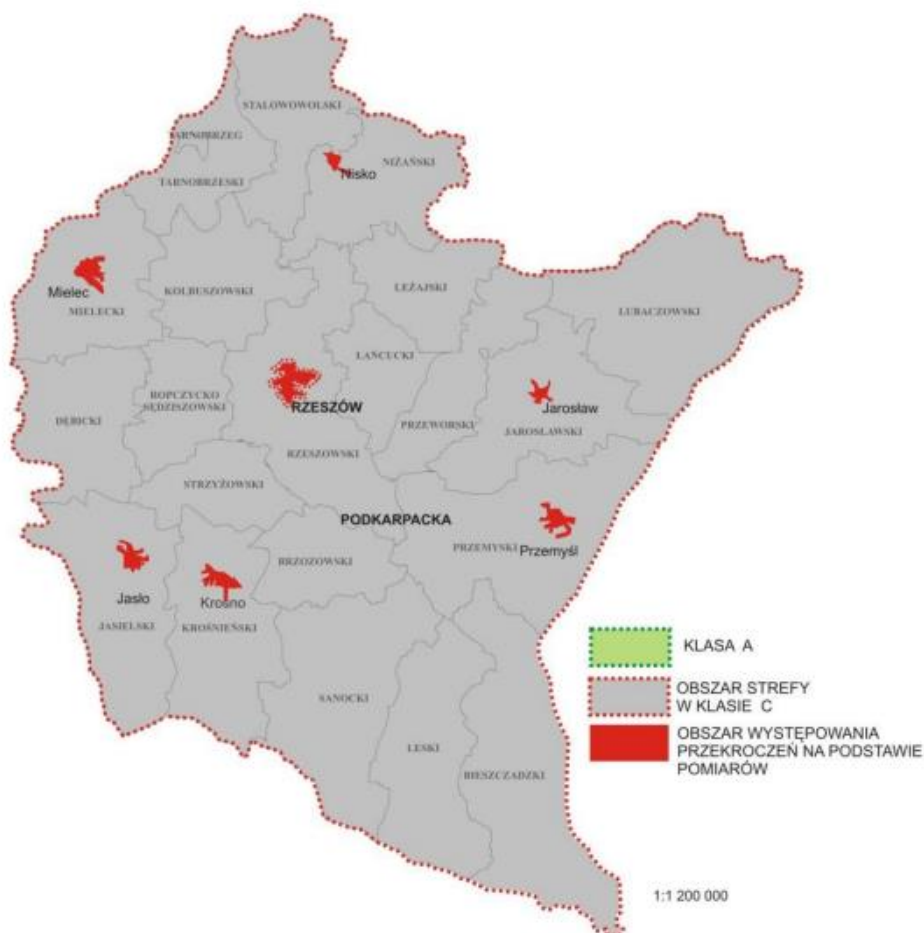 STALOWOWOLSKI
TARNOBRZEG
NIŻAŃSKI
Nisko
TARNOBRZESKI
Mielec
KOLBUSZOWSKI
LEŻAJSKI
MIELECKI
LUBACZOWSKI
ŁAŃCUCKI
ROPCZYCKO
SĘDZISZOWSKI
RZESZÓW
Jarosław
DĘBICKI
PRZEWORSKI
JAROSŁAWSKI
RZESZOWSKI
STRZYŻOWSKI
PODKARPACKA
PRZEMYSKI
Przemyśl
BRZOZOWSKI
Jasło
Krosno
JASIELSKI
KROŚNIEŃSKI
SANOCKI
LESKI
BIESZCZADZKI
KLASA A
OBSZAR STREFY
W KLASIE C
OBSZAR WYSTĘPOWANIA
PRZEKROCZEŃ NA PODSTAWIE
POMIARÓW
1:1 200 000